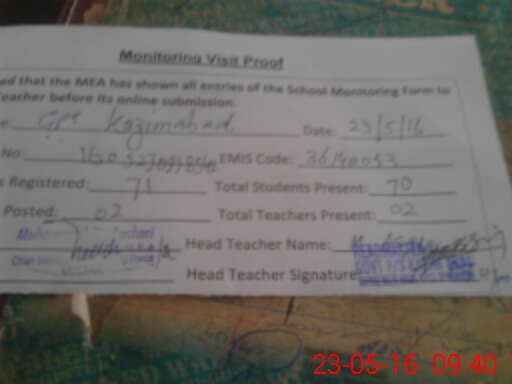 Monitoring Visit Proof
ed that the MEA has shown all entries of the School Monitoring Form to
eacher before its online submission.
e: GPS Kazimabad Date: 23/5/16
No: EMIS Code:
s Registered: 71 Total Students Present: 70
Posted: 02 Total Teachers Present: 02
Head Teacher Name:
Head Teacher Signature
23-05-16 09:40